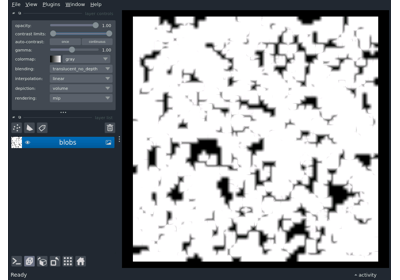 File View Plugins Window Help
opacity: 1.00
contrast limits:
auto-contrast: once continuous
gamma: 1.00
colormap: gray
blending: translucent_no_depth
interpolation: linear
depiction: volume
rendering: mip
blobs
Ready
activity